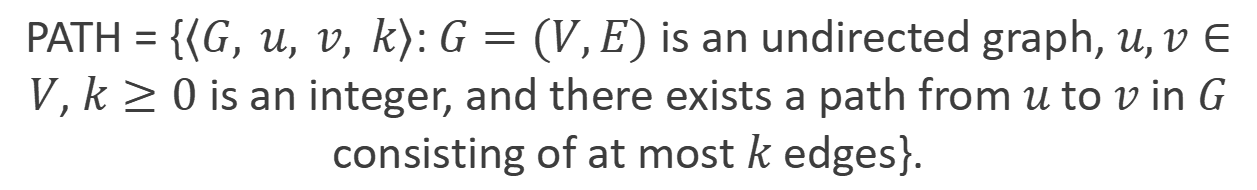 PATH = {⟨G, u, v, k⟩: G = (V, E) is an undirected graph, u, v ∈
V, k ≥ 0 is an integer, and there exists a path from u to v in G
consisting of at most k edges}.